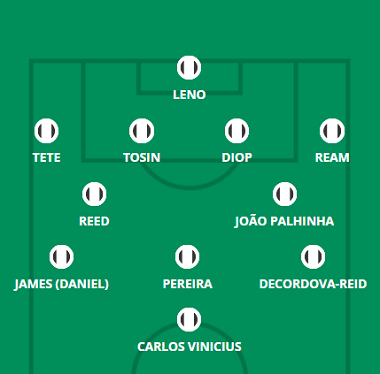 LENO
TETE
TOSIN
DIOP
REAM
REED
JOÃO PALHINHA
JAMES (DANIEL)
PEREIRA
DECORDOVA-REID
CARLOS VINICIUS